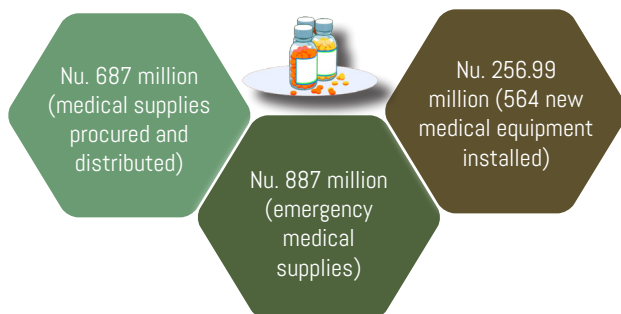 Nu. 687 million
(medical supplies
procured and
distributed)
Nu. 887 million
(emergency
medical
supplies)
Nu. 256.99
million (564 new
medical equipment
installed)